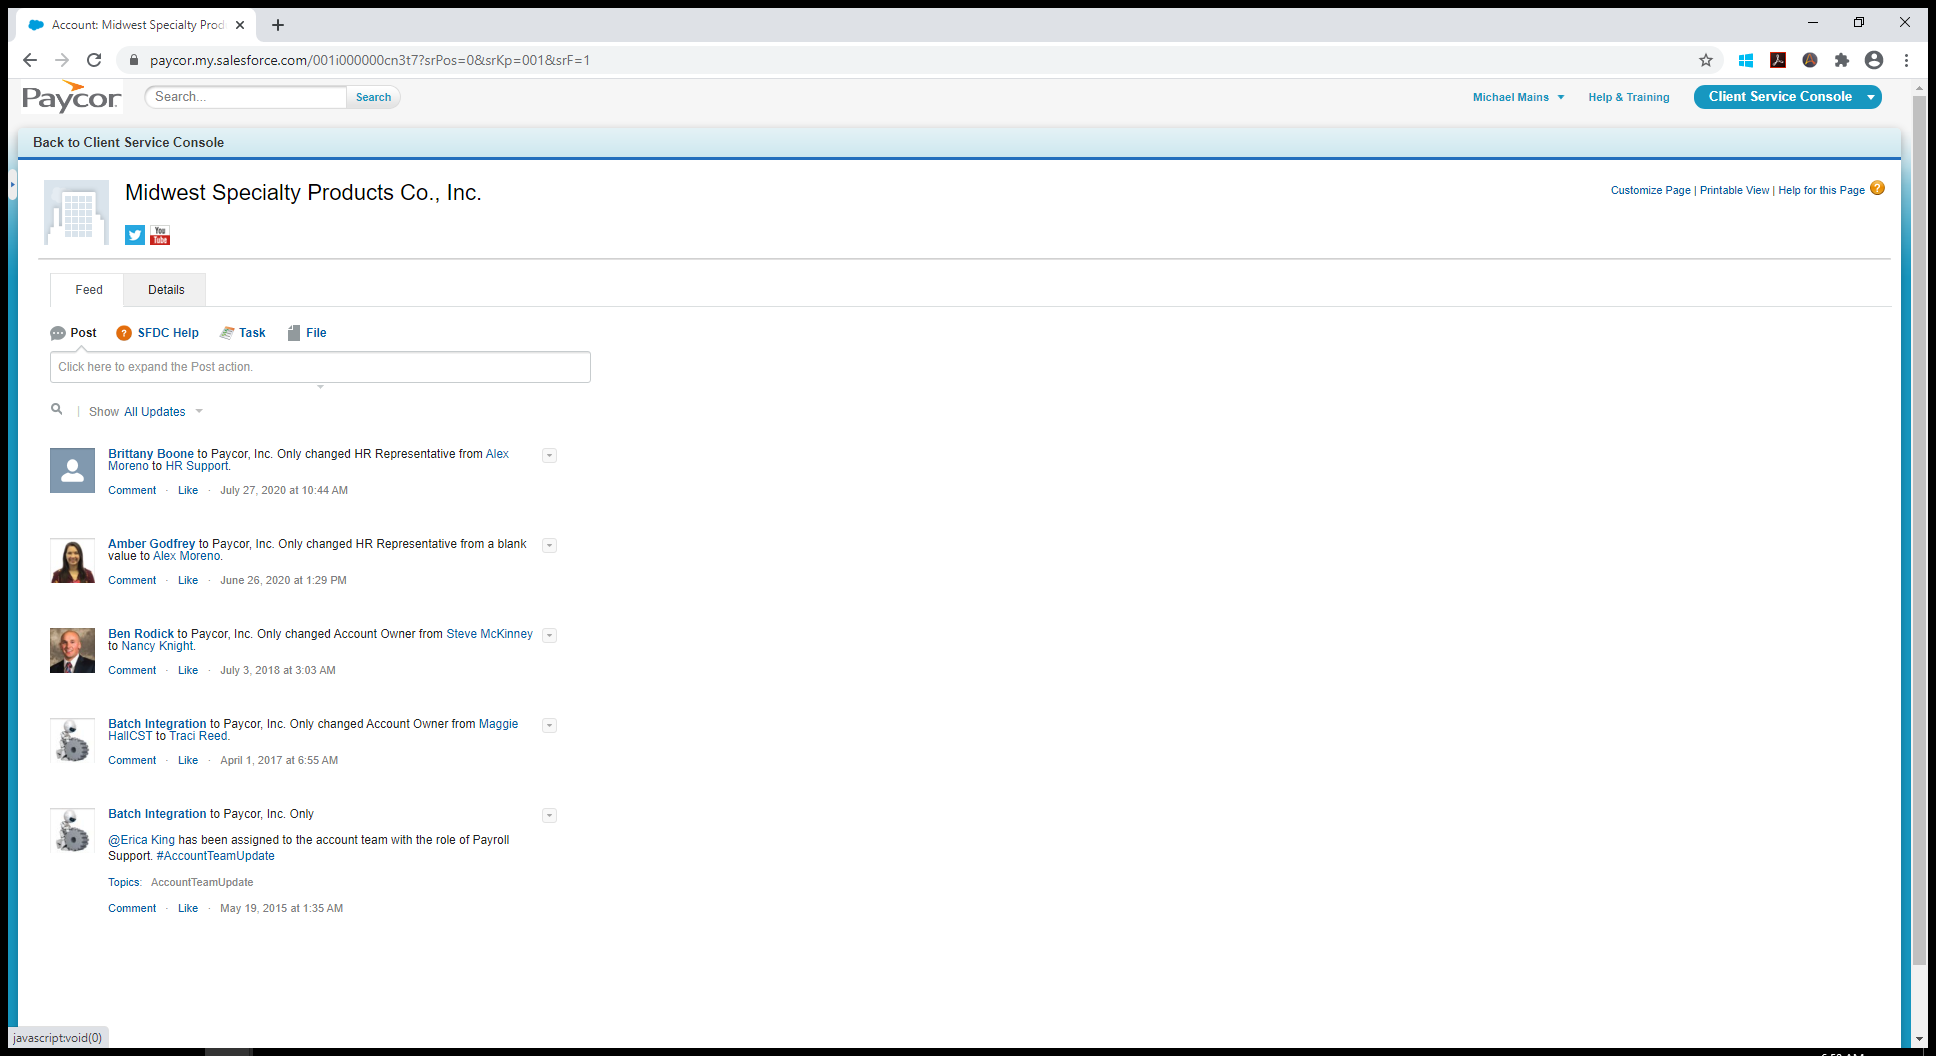 Account: Midwest Specialty Prod
paycor.my.salesforce.com/001i000000cn3t7?srPos=0&srKp=001&srF=1
Paycor
Search...
Search
Michael Mains
Help & Training
Client Service Console
Back to Client Service Console
Midwest Specialty Products Co., Inc.
Customize Page | Printable View | Help for this Page
?
You
Tube
Feed
Details
Post
? SFDC Help
Task
File
Click here to expand the Post action.
| Show All Updates
Brittany Boone to Paycor, Inc. Only changed HR Representative from Alex
Moreno to HR Support.
Comment · Like · July 27, 2020 at 10:44 AM
Amber Godfrey to Paycor, Inc. Only changed HR Representative from a blank
value to Alex Moreno.
Comment · Like · June 26, 2020 at 1:29 PM
Ben Rodick to Paycor, Inc. Only changed Account Owner from Steve McKinney
to Nancy Knight.
Comment · Like · July 3, 2018 at 3:03 AM
Batch Integration to Paycor, Inc. Only changed Account Owner from Maggie
HallCST to Traci Reed.
Comment · Like · April 1, 2017 at 6:55 AM
Batch Integration to Paycor, Inc. Only
@Erica King has been assigned to the account team with the role of Payroll
Support. #AccountTeamUpdate
Topics: AccountTeamUpdate
Comment · Like · May 19, 2015 at 1:35 AM
javascript:void(0)